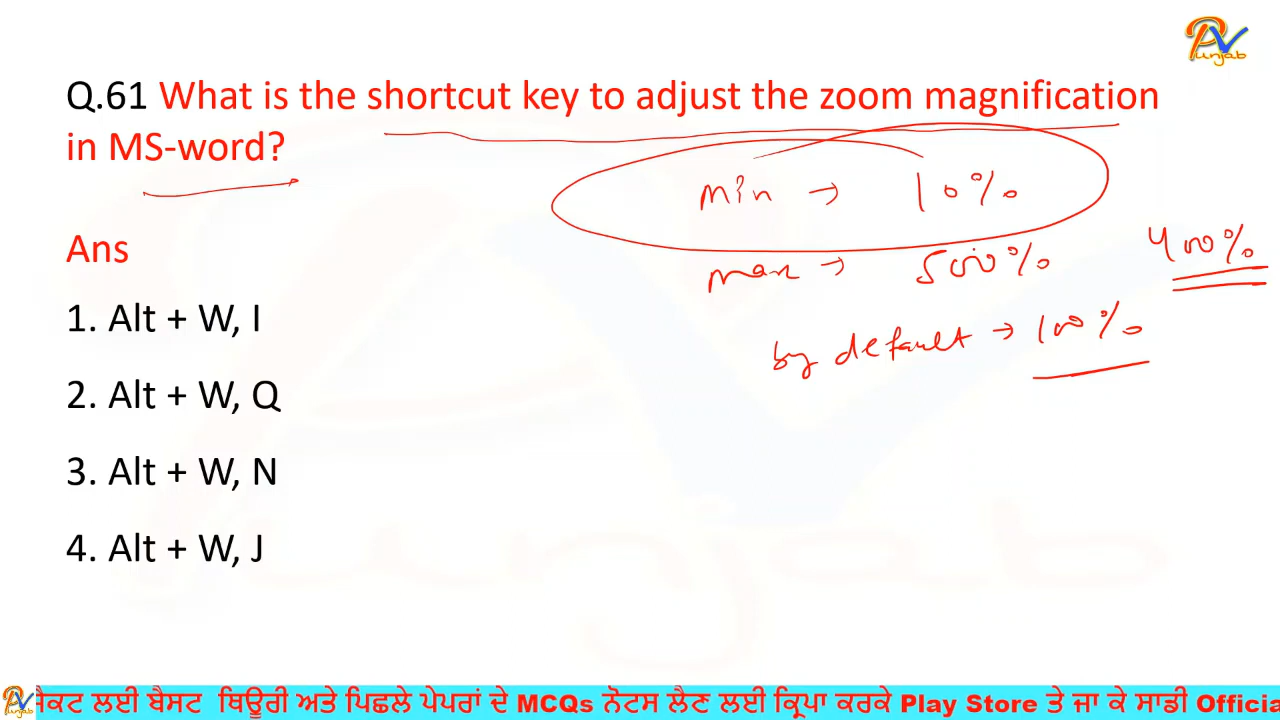 Punjab
Q.61 What is the shortcut key to adjust the zoom magnification
in MS-word?
min → 10%
Ans
max → 500% 400%
1. Alt + W, I
by default → 100%
2. Alt + W, Q
3. Alt + W, N
4. Alt + W, J
ਜੈਕਟ ਲਈ ਬੈਸਟ ਥਿਊਰੀ ਅਤੇ ਪਿਛਲੇ ਪੇਪਰਾਂ ਦੇ MCQs ਨੋਟਸ ਲੈਣ ਲਈ ਕ੍ਰਿਪਾ ਕਰਕੇ Play Store ਤੇ ਜਾ ਕੇ ਸਾਡੀ Officia